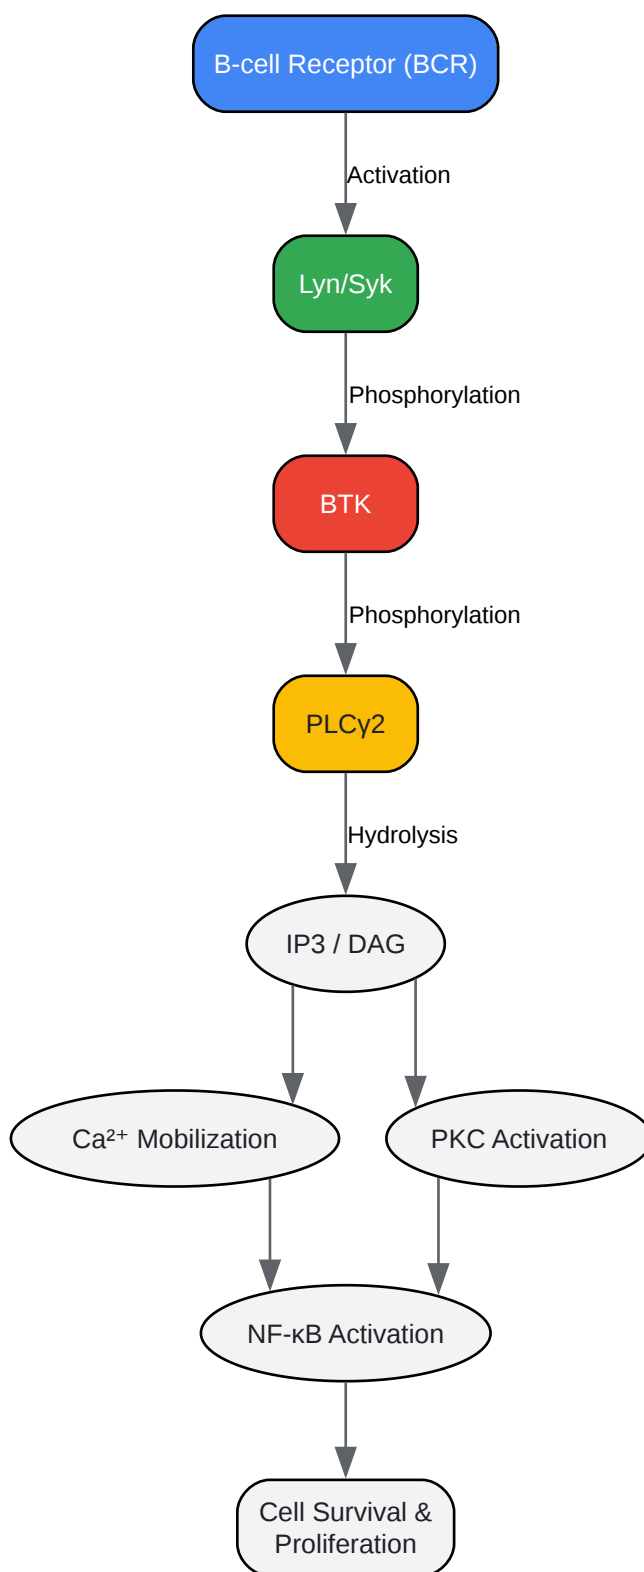 B-cell Receptor (BCR)
Activation
Lyn/Syk
Phosphorylation
BTK
Phosphorylation
PLCγ2
Hydrolysis
IP3 / DAG
Ca²⁺ Mobilization
PKC Activation
NF-κB Activation
Cell Survival &
Proliferation